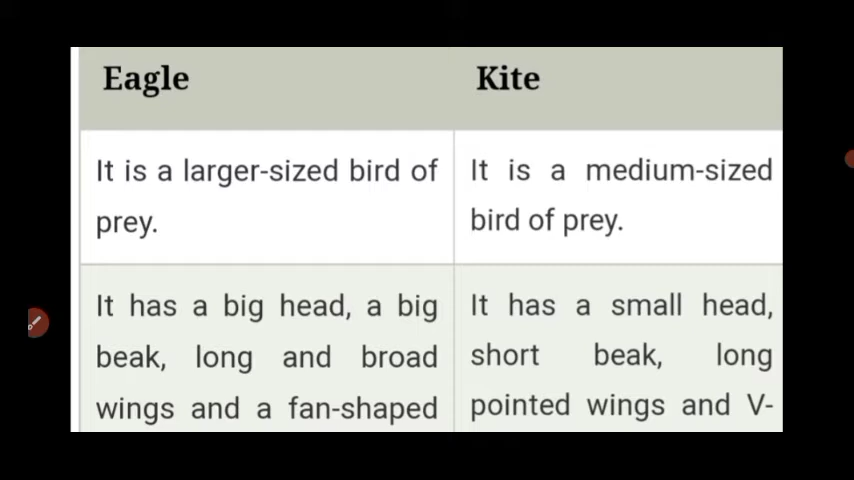 Eagle Kite
It is a larger-sized bird of
prey.
It is a medium-sized
bird of prey.
It has a big head, a big
beak, long and broad
wings and a fan-shaped
It has a small head,
short beak, long
pointed wings and V-